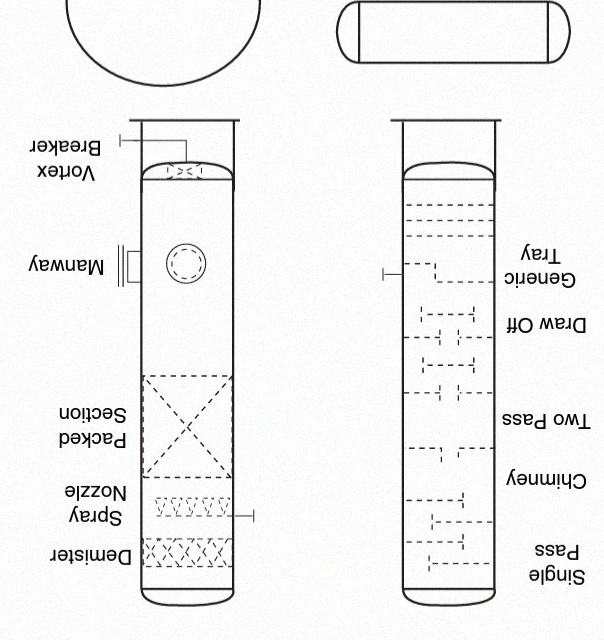 Single
Pass
Chimney
Two Pass
Draw Off
Generic
Tray
Demister
Spray
Nozzle
Packed
Section
Manway
Vortex
Breaker